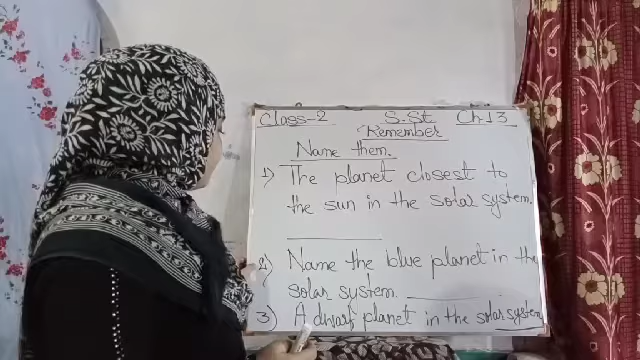 Class-2 S.St Ch-13
Remember
Name them.
1) The planet closest to
the sun in the solar system.
2) Name the blue planet in the
solar system.
3) A dwarf planet in the solar system